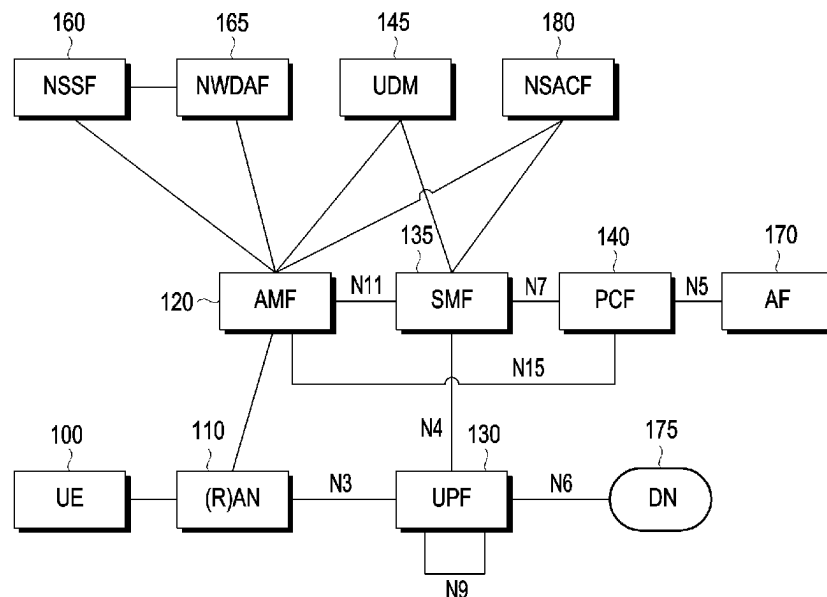 160
165
145
180
NSSF
NWDAF
UDM
NSACF
135
140
170
120
AMF
N11
SMF
N7
PCF
N5
AF
N15
N4
100
110
130
175
UE
(R)AN
N3
UPF
N6
DN
N9